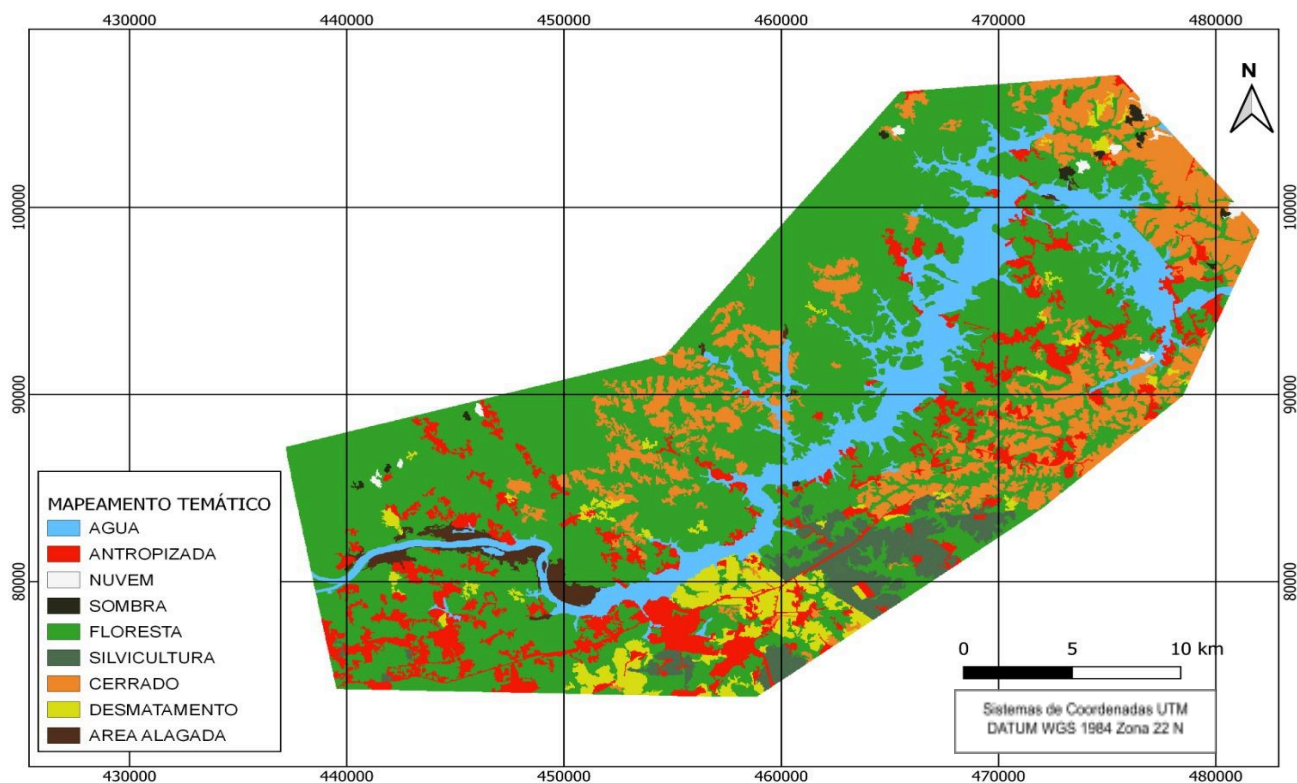 430000 440000 450000 460000 470000 480000
N
100000 100000
90000 90000
80000 80000
MAPEAMENTO TEMÁTICO
AGUA
ANTROPIZADA
NUVEM
SOMBRA
FLORESTA
SILVICULTURA
CERRADO
DESMATAMENTO
AREA ALAGADA
0 5 10 km
Sistemas de Coordenadas UTM
DATUM WGS 1984 Zona 22 N
430000 440000 450000 460000 470000 480000